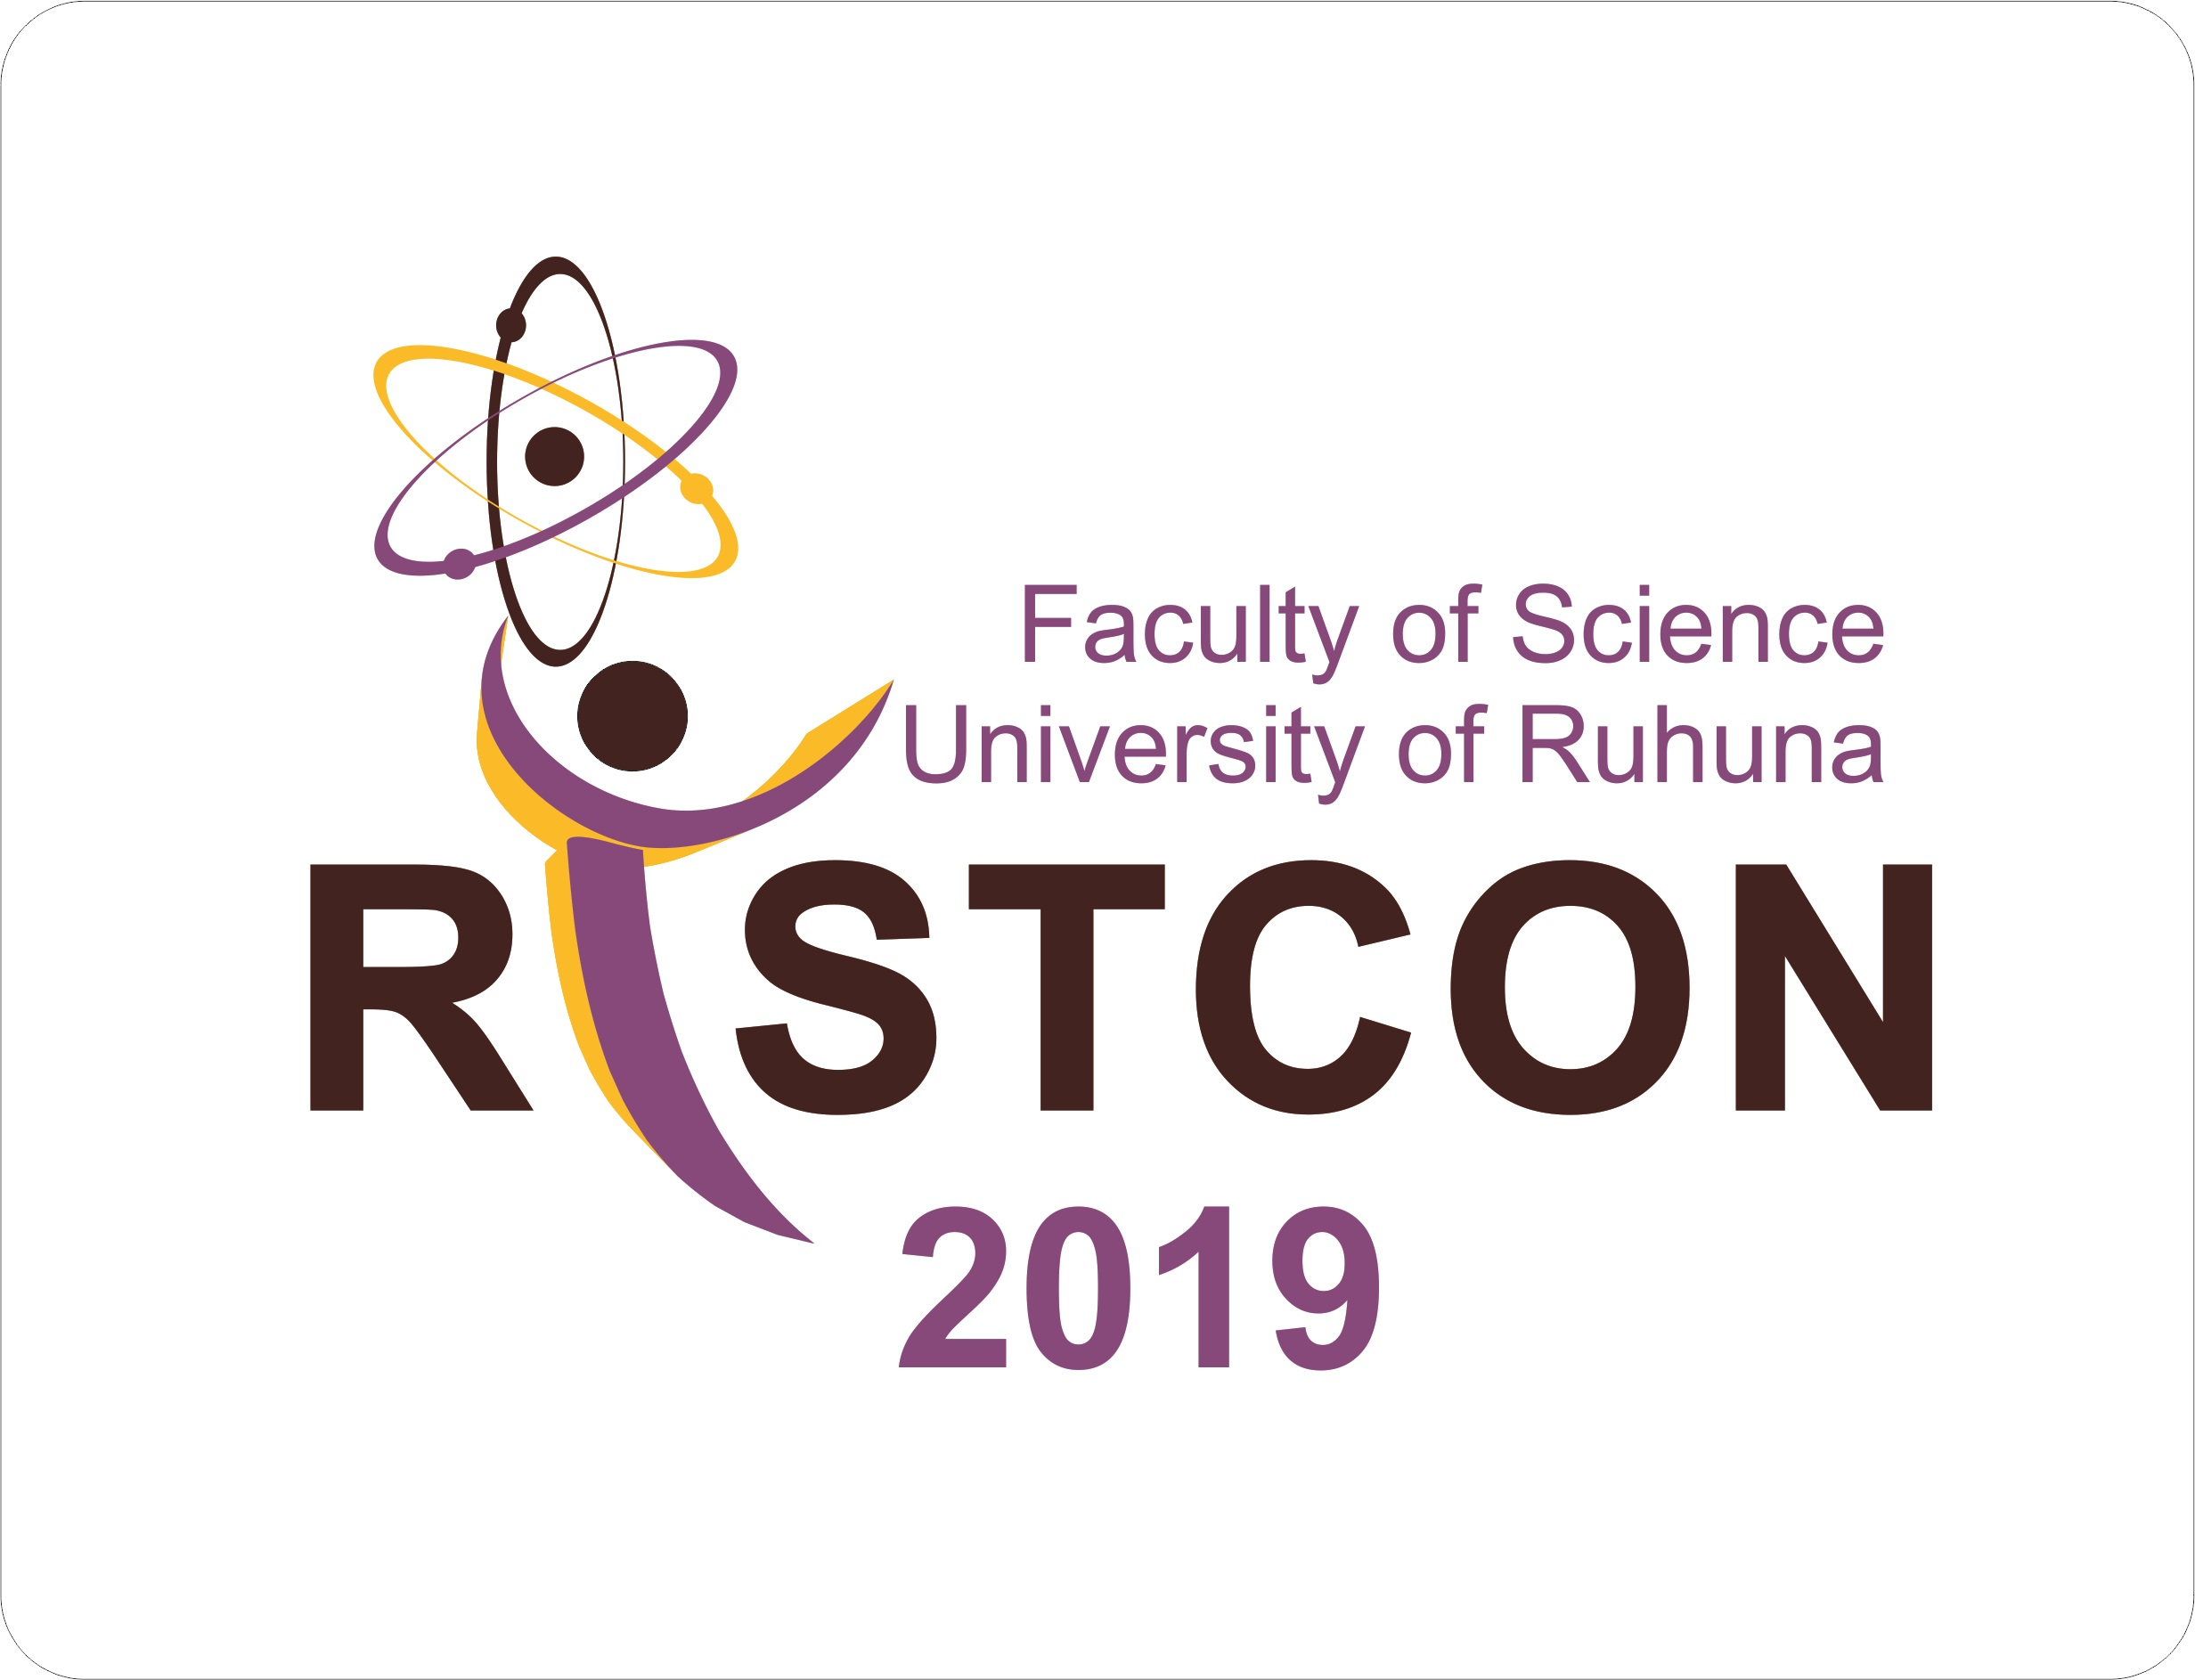 Faculty of Science
University of Ruhuna
RISTCON
2019